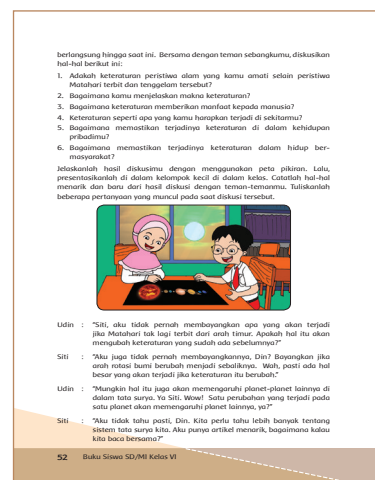 berlangsung hingga saat ini. Bersama dengan teman sebangkumu, diskusikan
hal-hal berikut ini:
1. Adakah keteraturan peristiwa alam yang kamu amati selain peristiwa
Matahari terbit dan tenggelam tersebut?
2. Bagaimana kamu menjelaskan makna keteraturan?
3. Bagaimana keteraturan memberikan manfaat kepada manusia?
4. Keteraturan seperti apa yang kamu harapkan terjadi di sekitarmu?
5. Bagaimana memastikan terjadinya keteraturan di dalam kehidupan
pribadimu?
6. Bagaimana memastikan terjadinya keteraturan dalam hidup ber-
masyarakat?
Jelaskanlah hasil diskusimu dengan menggunakan peta pikiran. Lalu,
presentasikanlah di dalam kelompok kecil di dalam kelas. Catatlah hal-hal
menarik dan baru dari hasil diskusi dengan teman-temanmu. Tuliskanlah
beberapa pertanyaan yang muncul pada saat diskusi tersebut.
Udin : "Siti, aku tidak pernah membayangkan apa yang akan terjadi
jika Matahari tak lagi terbit dari arah timur. Apakah hal itu akan
mengubah keteraturan yang sudah ada sebelumnya?"
Siti : "Aku juga tidak pernah membayangkannya, Din? Bayangkan jika
arah rotasi bumi berubah menjadi sebaliknya. Wah, pasti ada hal
besar yang akan terjadi jika keteraturan itu berubah."
Udin : "Mungkin hal itu juga akan memengaruhi planet-planet lainnya di
dalam tata surya. Ya Siti. Wow! Satu perubahan yang terjadi pada
satu planet akan memengaruhi planet lainnya, ya?"
Siti : "Aku tidak tahu pasti, Din. Kita perlu tahu lebih banyak tentang
sistem tata surya kita. Aku punya artikel menarik, bagaimana kalau
kita baca bersama?"
52 Buku Siswa SD/MI Kelas VI